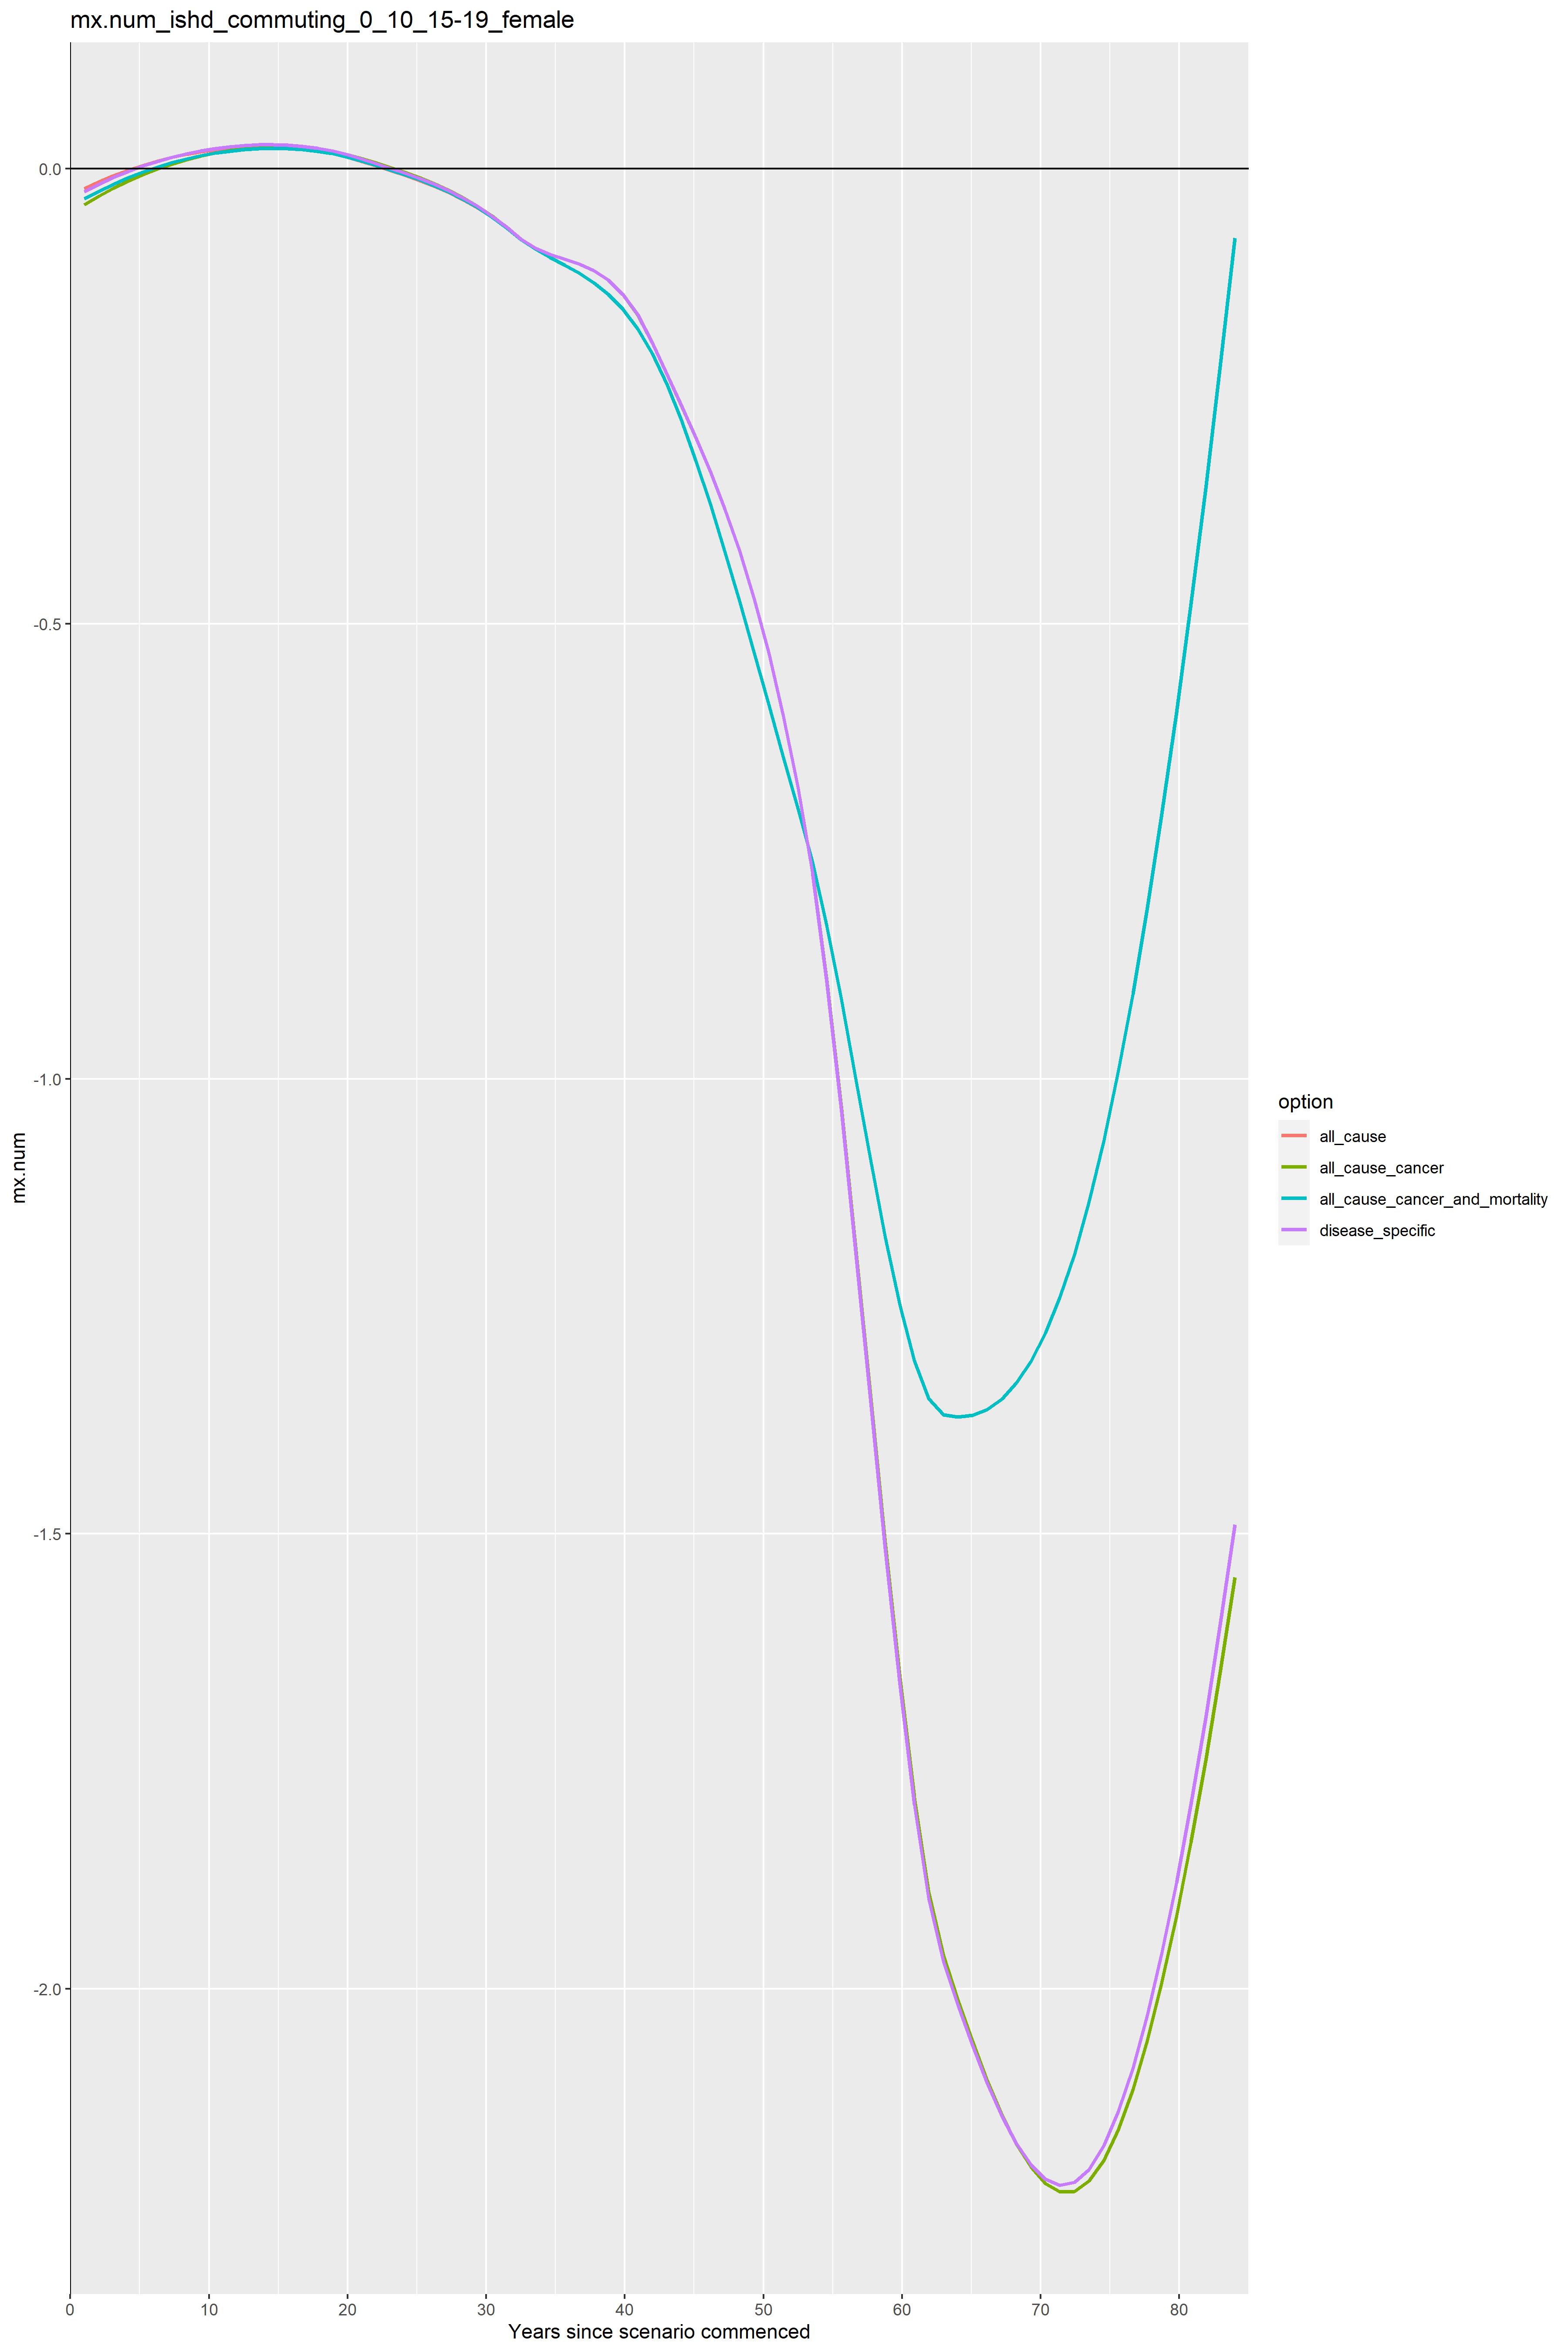 mx.num_ishd_commuting_0_10_15-19_female
0.0
-0.5
-1.0
-1.5
-2.0
mx.num
0 10 20 30 40 50 60 70 80
Years since scenario commenced
option
all_cause
all_cause_cancer
all_cause_cancer_and_mortality
disease_specific